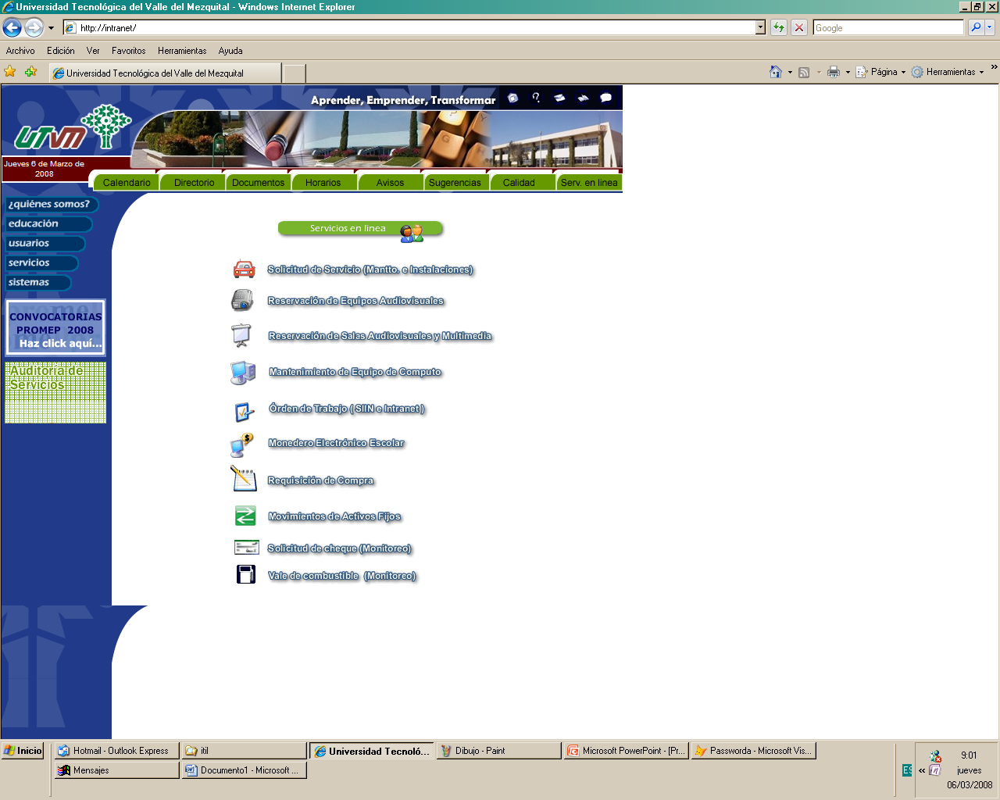 Universidad Tecnológica del Valle del Mezquital - Windows Internet Explorer
http://intranet/
Google
Archivo Edición Ver Favoritos Herramientas Ayuda
Universidad Tecnológica del Valle del Mezquital
Página Herramientas
Aprender, Emprender, Transformar
UTVM
Jueves 6 de Marzo de
2008
Calendario Directorio Documentos Horarios Avisos Sugerencias Calidad Serv. en linea
¿quiénes somos?
educación
usuarios
servicios
sistemas
CONVOCATORIAS
PROMEP 2008
Haz click aquí...
Auditoría de
Servicios
Servicios en linea
Solicitud de Servicio (Mantto. e Instalaciones)
Reservación de Equipos Audiovisuales
Reservación de Salas Audiovisuales y Multimedia
Mantenimiento de Equipo de Computo
Órden de Trabajo ( SIIN e Intranet )
Monedero Electrónico Escolar
Requisición de Compra
Movimientos de Activos Fijos
Solicitud de cheque (Monitoreo)
Vale de combustible (Monitoreo)
Inicio
Hotmail - Outlook Express
itil
Universidad Tecnoló...
Dibujo - Paint
Microsoft PowerPoint - [Pr...
Passworda - Microsoft Vis...
Mensajes
Documento1 - Microsoft ...
ES
9:01
jueves
06/03/2008